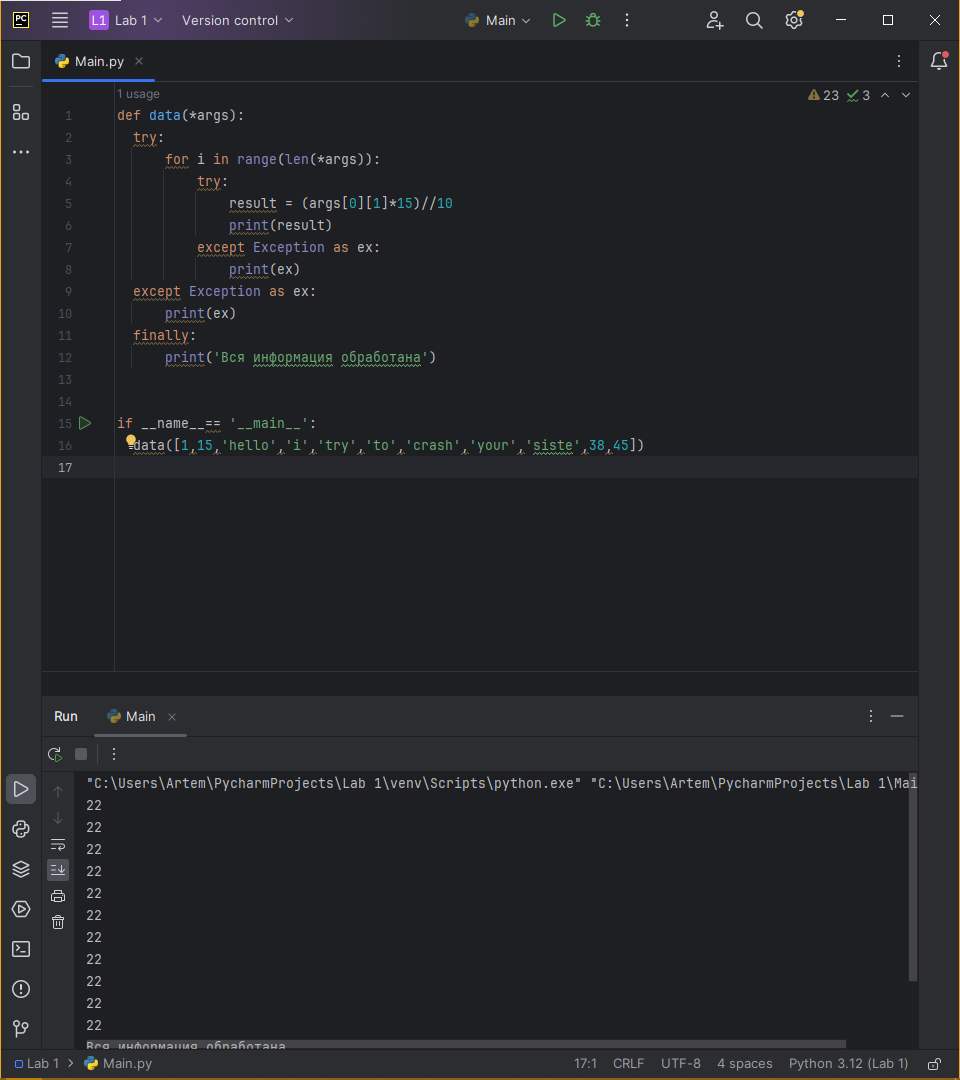 PC L1 Lab 1 Version control Main
Main.py
1 usage
23 3
1 def data(*args):
2 try:
3 for i in range(len(*args)):
4 try:
5 result = (args[0][1]*15)//10
6 print(result)
7 except Exception as ex:
8 print(ex)
9 except Exception as ex:
10 print(ex)
11 finally:
12 print('Вся информация обработана')
13
14
15 if __name__== '__main__':
16 data([1,15,'hello','i','try','to','crash','your','siste',38,45])
17
Run Main
"C:\Users\Artem\PycharmProjects\Lab 1\venv\Scripts\python.exe" "C:\Users\Artem\PycharmProjects\Lab 1\Mai
22
22
22
22
22
22
22
22
22
22
22
Вся информация обработана
Lab 1 Main.py 17:1 CRLF UTF-8 4 spaces Python 3.12 (Lab 1)